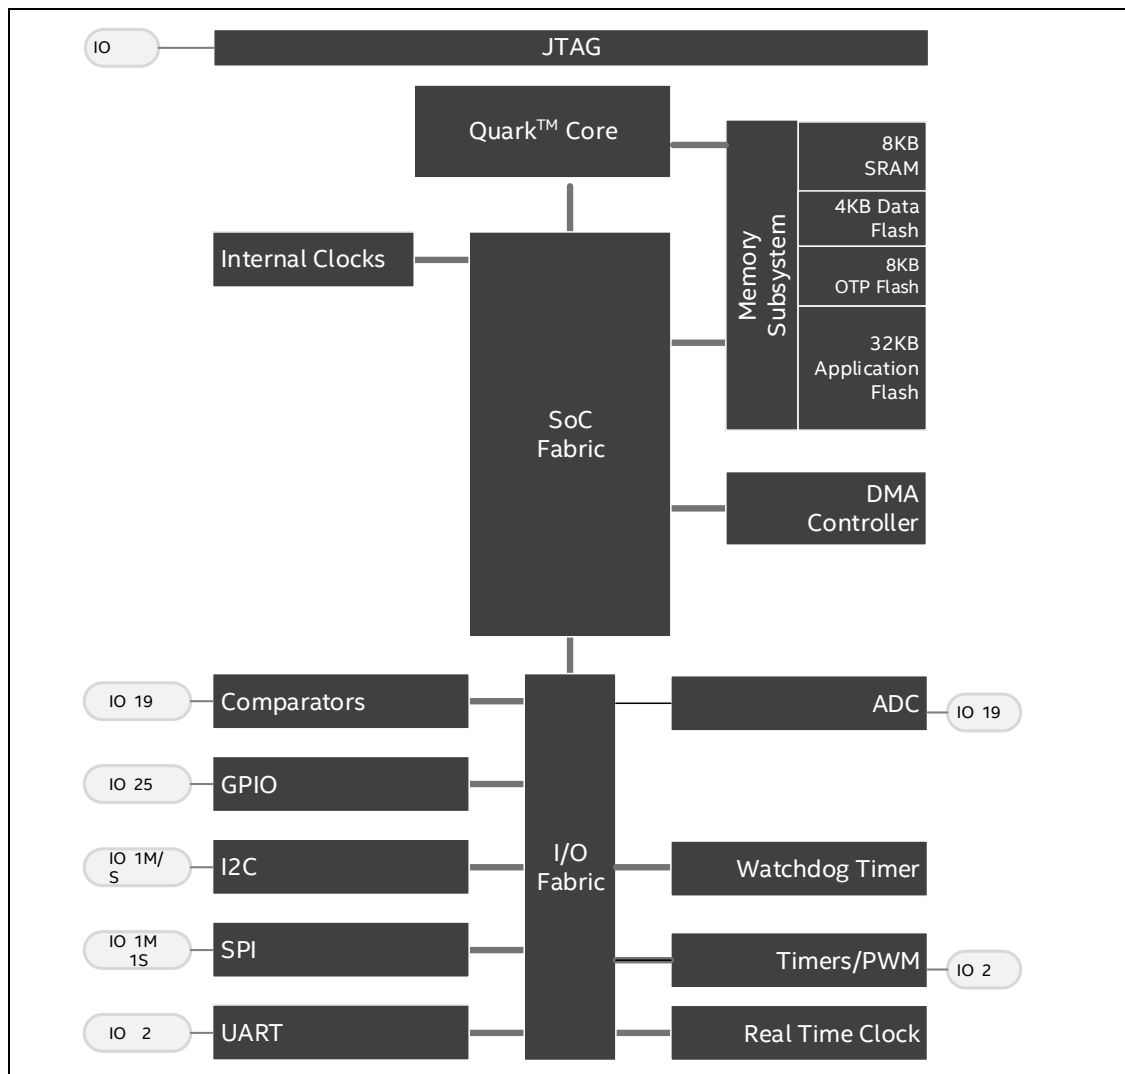 IO
JTAG
Quark™ Core
8KB
SRAM
4KB Data
Flash
Internal Clocks
Memory
Subsystem
8KB
OTP Flash
32KB
Application
Flash
SoC
Fabric
DMA
Controller
IO 19
Comparators
ADC
IO 19
IO 25
GPIO
IO 1M/
S
I2C
I/O
Fabric
Watchdog Timer
IO 1M
1S
SPI
Timers/PWM
IO 2
IO 2
UART
Real Time Clock